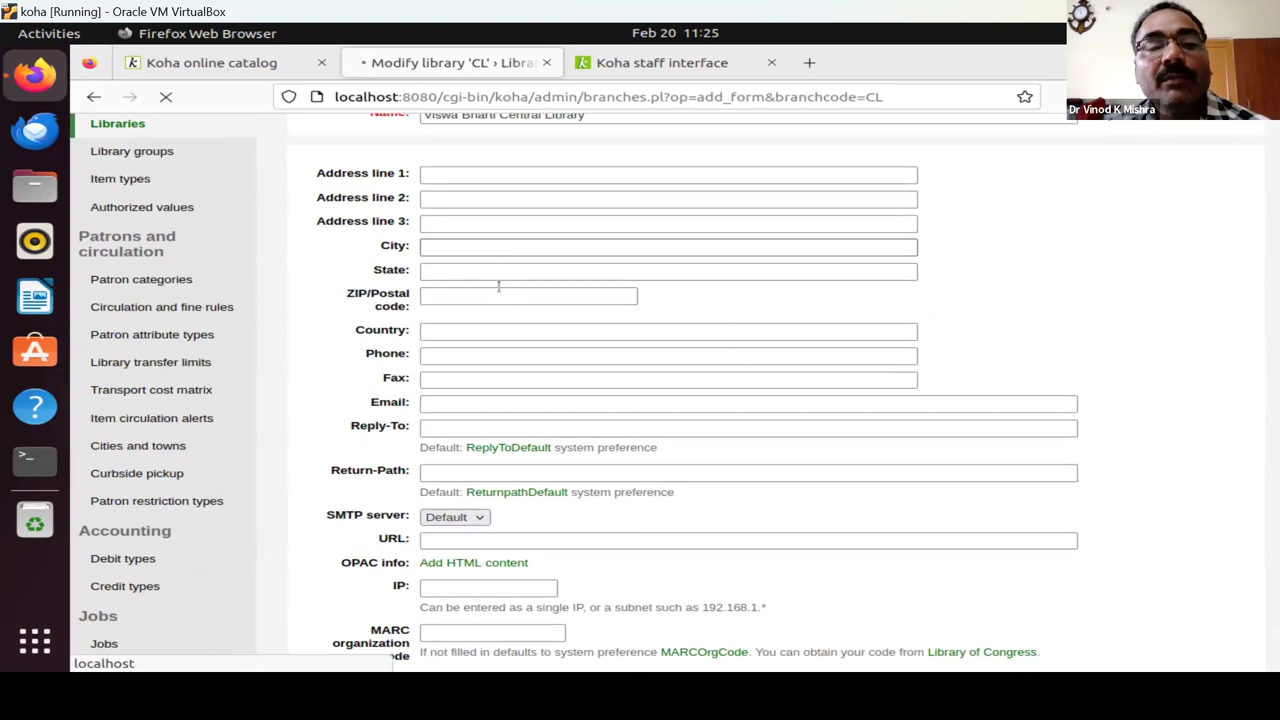 koha [Running] - Oracle VM VirtualBox
Activities
Firefox Web Browser
Feb 20 11:25
Koha online catalog
Modify library 'CL' › Libra
Koha staff interface
localhost:8080/cgi-bin/koha/admin/branches.pl?op=add_form&branchcode=CL
Dr Vinod K Mishra
Libraries
Library groups
Item types
Authorized values
Patrons and
circulation
Patron categories
Circulation and fine rules
Patron attribute types
Library transfer limits
Transport cost matrix
Item circulation alerts
Cities and towns
Curbside pickup
Patron restriction types
Accounting
Debit types
Credit types
Jobs
Jobs
localhost
Name:
Viswa Bharti Central Library
Address line 1:
Address line 2:
Address line 3:
City:
State:
ZIP/Postal
code:
Country:
Phone:
Fax:
Email:
Reply-To:
Default: ReplyToDefault system preference
Return-Path:
Default: ReturnpathDefault system preference
SMTP server:
Default
URL:
OPAC info:
Add HTML content
IP:
Can be entered as a single IP, or a subnet such as 192.168.1.*
MARC
organization
de
If not filled in defaults to system preference MARCOrgCode. You can obtain your code from Library of Congress.